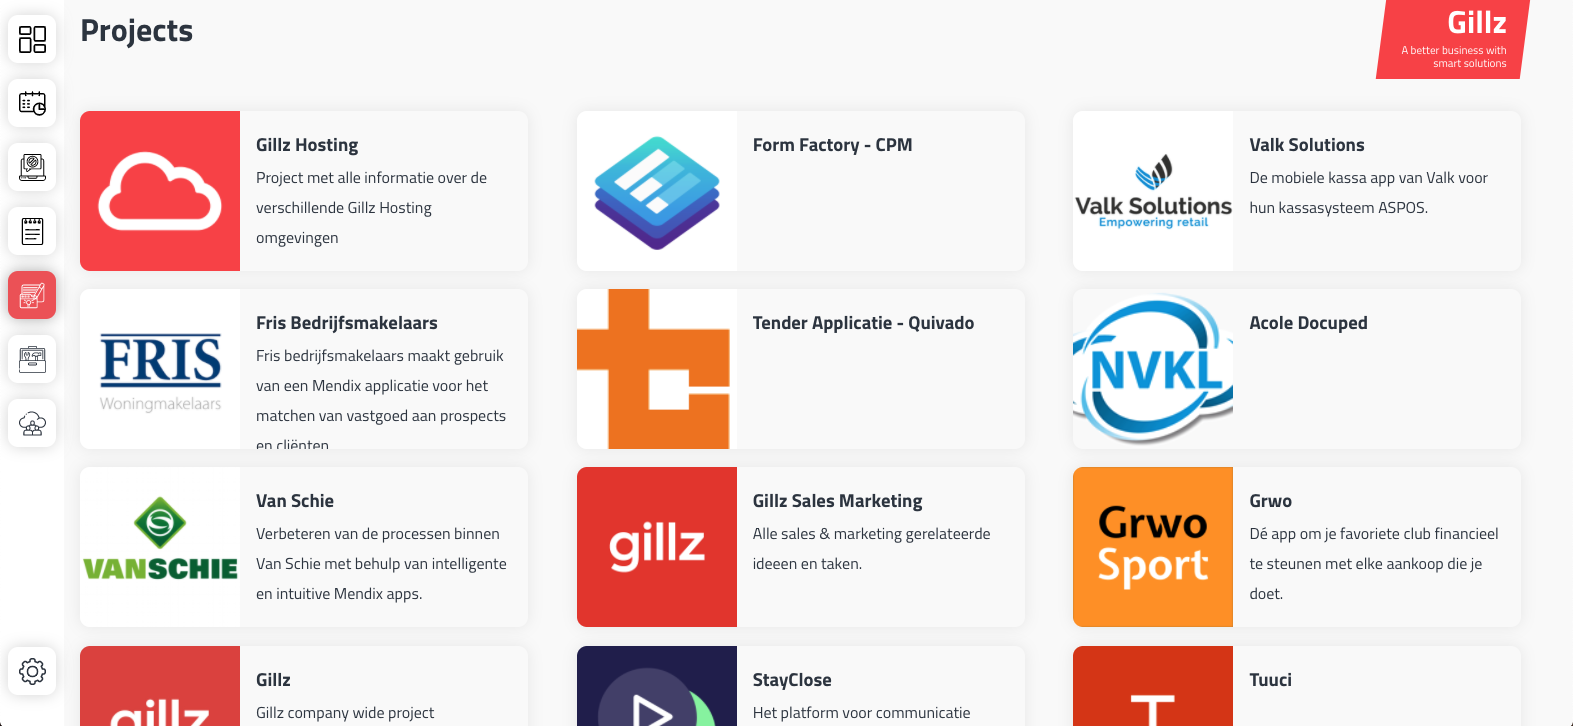 Projects
Gillz
A better business with
smart solutions
Gillz Hosting
Project met alle informatie over de
verschillende Gillz Hosting
omgevingen
Form Factory - CPM
Valk Solutions
Empowering retail
Valk Solutions
De mobiele kassa app van Valk voor
hun kassasysteem ASPOS.
FRIS
Woningmakelaars
Fris Bedrijfsmakelaars
Fris bedrijfsmakelaars maakt gebruik
van een Mendix applicatie voor het
matchen van vastgoed aan prospects
en cliënten
Tender Applicatie - Quivado
NVKL
Acole Docuped
VAN SCHIE
Van Schie
Verbeteren van de processen binnen
Van Schie met behulp van intelligente
en intuitive Mendix apps.
gillz
Gillz Sales Marketing
Alle sales & marketing gerelateerde
ideeen en taken.
Grwo
Sport
Grwo
Dé app om je favoriete club financieel
te steunen met elke aankoop die je
doet.
gillz
Gillz
Gillz company wide project
StayClose
Het platform voor communicatie
T
Tuuci